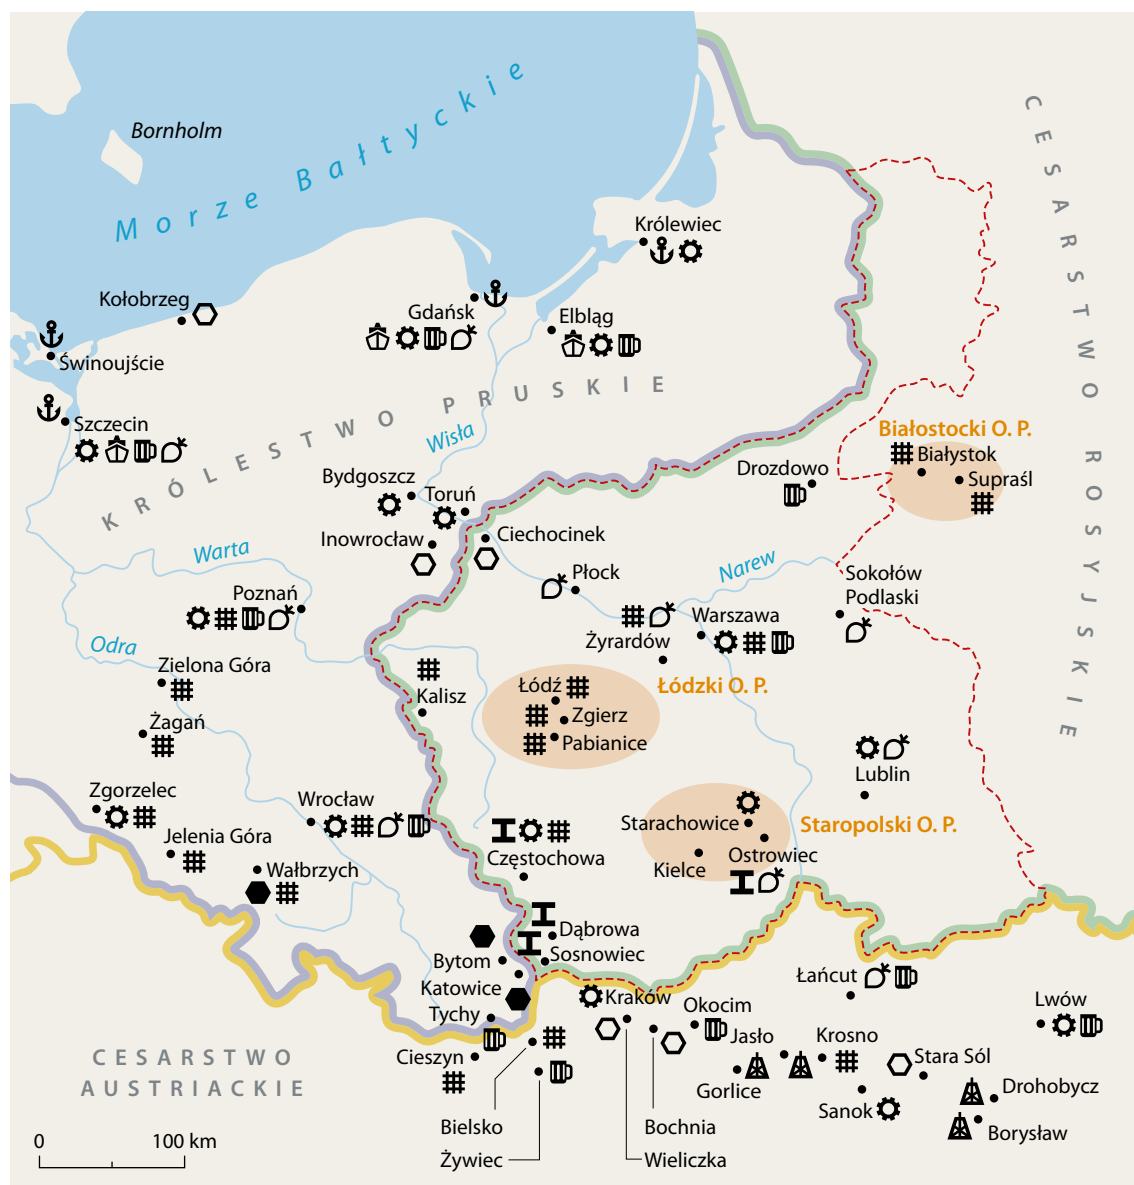 Bornholm
Morze Bałtyckie
CESARSTWO ROSYJSKIE
Królewiec
Kołobrzeg
Gdańsk
Elbląg
Świnoujście
KRÓLESTWO PRUSKIE
Szczecin
Wisła
Białostocki O. P.
Białystok
Drozdowo
Supraśl
Bydgoszcz
Toruń
Inowrocław
Ciechocinek
Warta
Płock
Narew
Sokołów
Podlaski
Poznań
Warszawa
Żyrardów
Odra
Zielona Góra
Łódź
Łódzki O. P.
Kalisz
Zgierz
Żagań
Pabianice
Lublin
Zgorzelec
Wrocław
Starachowice
Staropolski O. P.
Jelenia Góra
Częstochowa
Kielce
Ostrowiec
Wałbrzych
Dąbrowa
Bytom
Sosnowiec
Katowice
Łańcut
Tychy
Kraków
Okocim
Lwów
CESARSTWO
AUSTRIACKIE
Cieszyn
Jasło
Krosno
Stara Sól
Gorlice
Drohobycz
Sanok
Borysław
Bielsko
Bochnia
Żywiec
Wieliczka
0
100 km